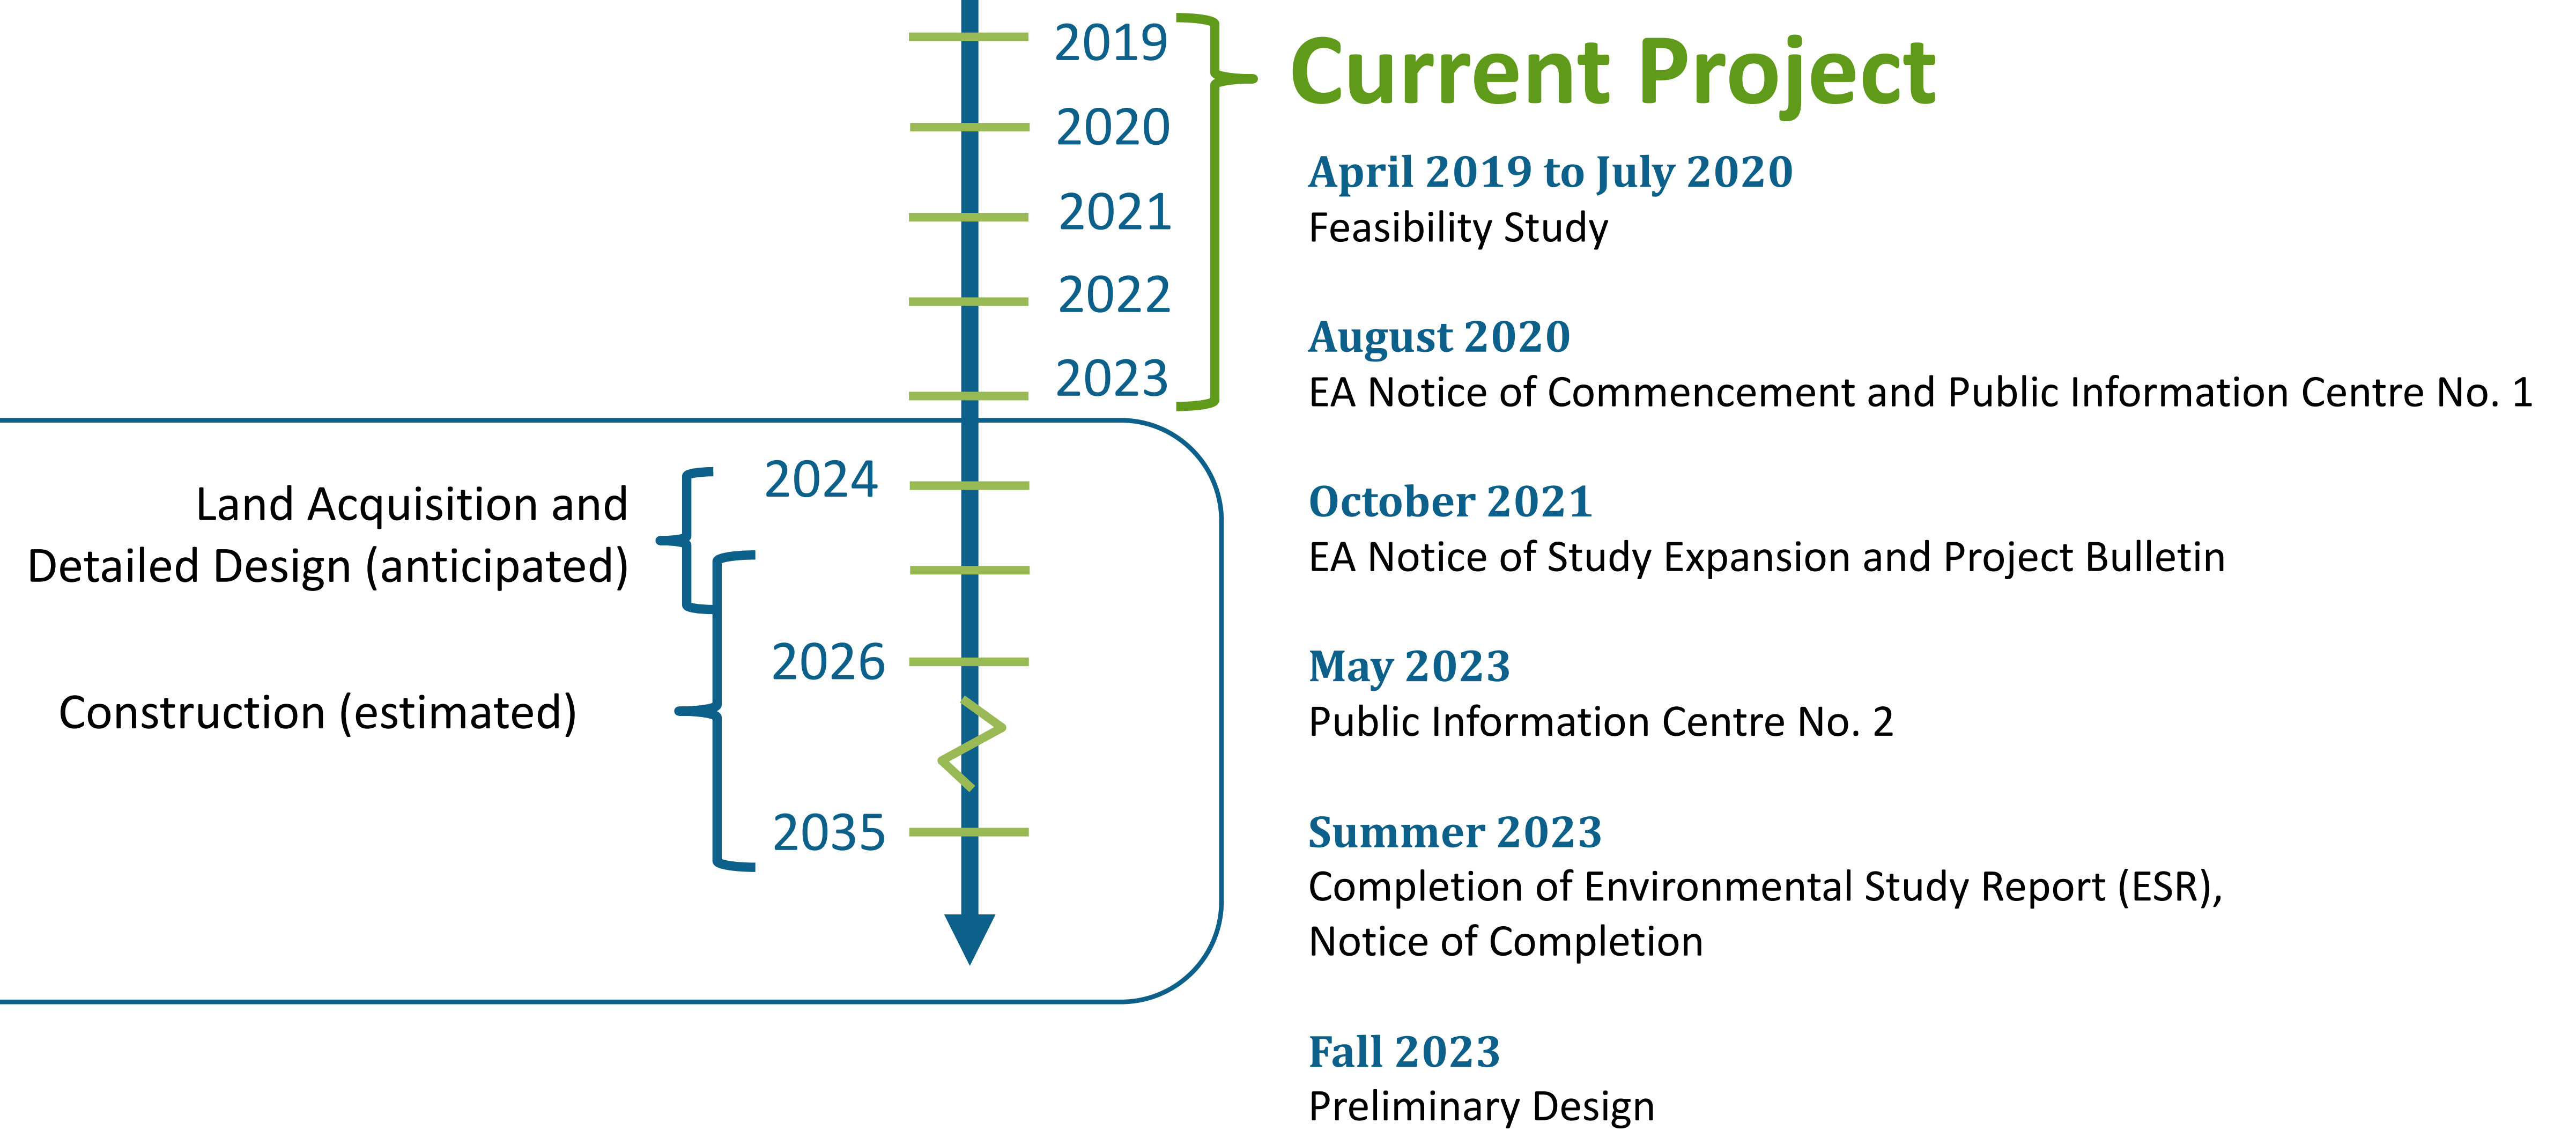 2019
2020
2021
2022
2023
Current Project
April 2019 to July 2020
Feasibility Study
August 2020
EA Notice of Commencement and Public Information Centre No. 1
October 2021
EA Notice of Study Expansion and Project Bulletin
May 2023
Public Information Centre No. 2
Summer 2023
Completion of Environmental Study Report (ESR),
Notice of Completion
Fall 2023
Preliminary Design
2024
Land Acquisition and
Detailed Design (anticipated)
2026
Construction (estimated)
2035